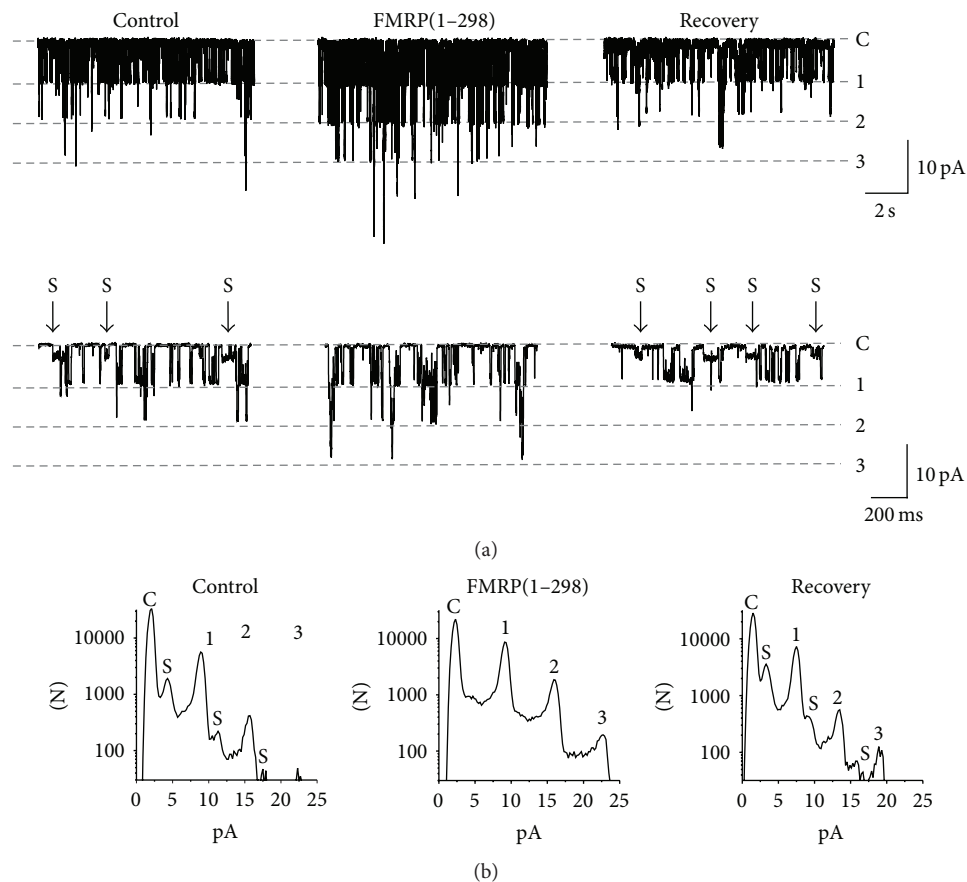 Control FMRP(1–298) Recovery
C
1
2
3
10 pA
2 s
S S S S S S S
C
1
2
3
10 pA
200 ms
(a)
Control FMRP(1–298) Recovery
C S 1 S 2 S 3
10000
1000
100
(N)
0 5 10 15 20 25
pA
C 1 2 3
10000
1000
100
(N)
0 5 10 15 20 25
pA
C S 1 S 2 S 3
10000
1000
100
(N)
0 5 10 15 20 25
pA
(b)